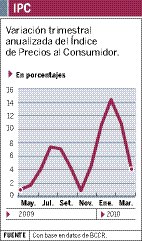 IPC
Variación trimestral
anualizada del Índice
de Precios al Consumidor.
En porcentajes
16
14
12
10
8
6
4
2
0
May. Jul. Set. Nov. Ene. Mar.
2009 2010
FUENTE Con base en datos de BCCR.